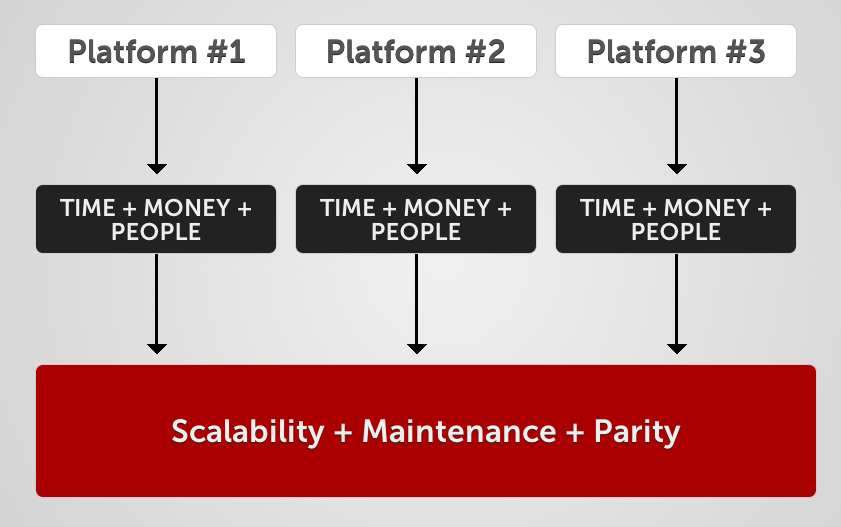 Platform #1
Platform #2
Platform #3
TIME + MONEY +
PEOPLE
TIME + MONEY +
PEOPLE
TIME + MONEY +
PEOPLE
Scalability + Maintenance + Parity